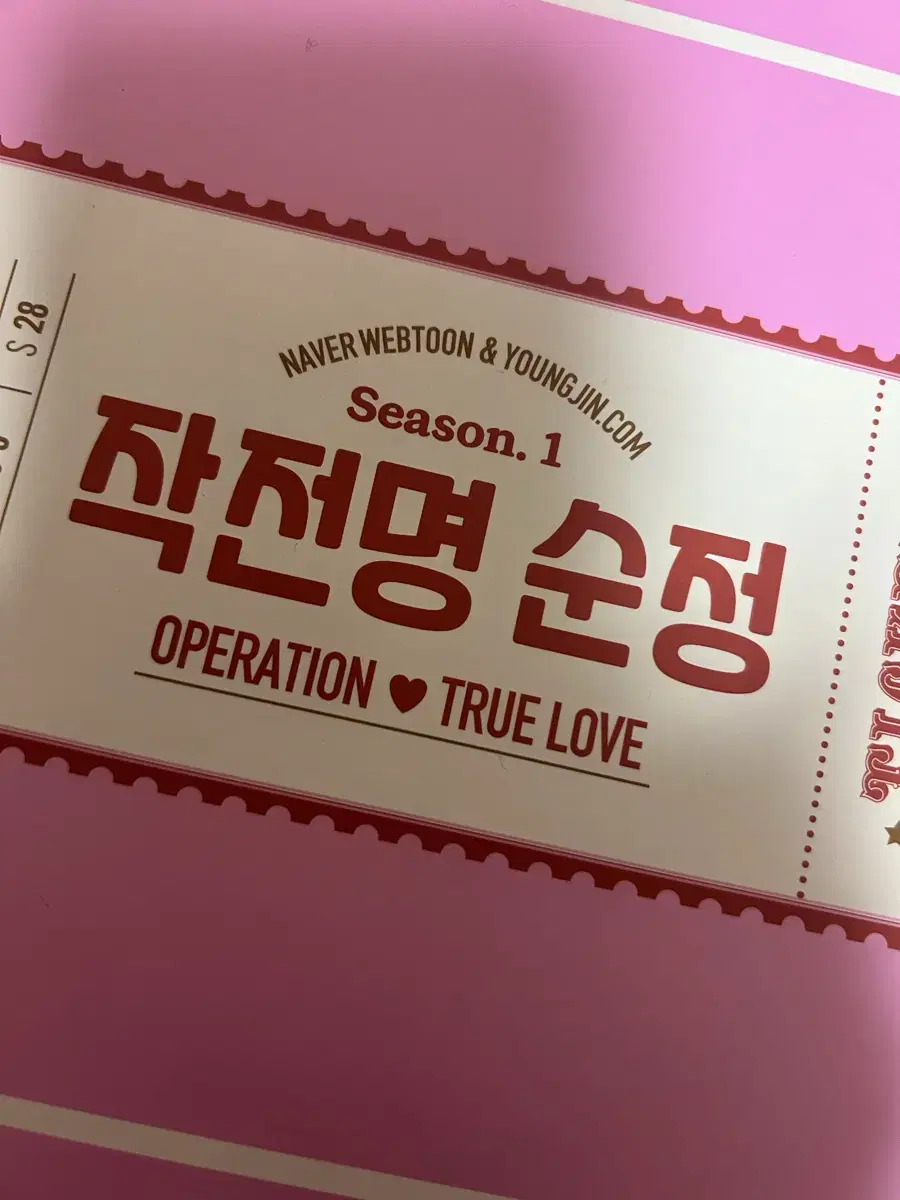 S 28
NAVER WEBTOON & YOUNGJIN.COM
Season. 1
작전명 순정
OPERATION ♥ TRUE LOVE